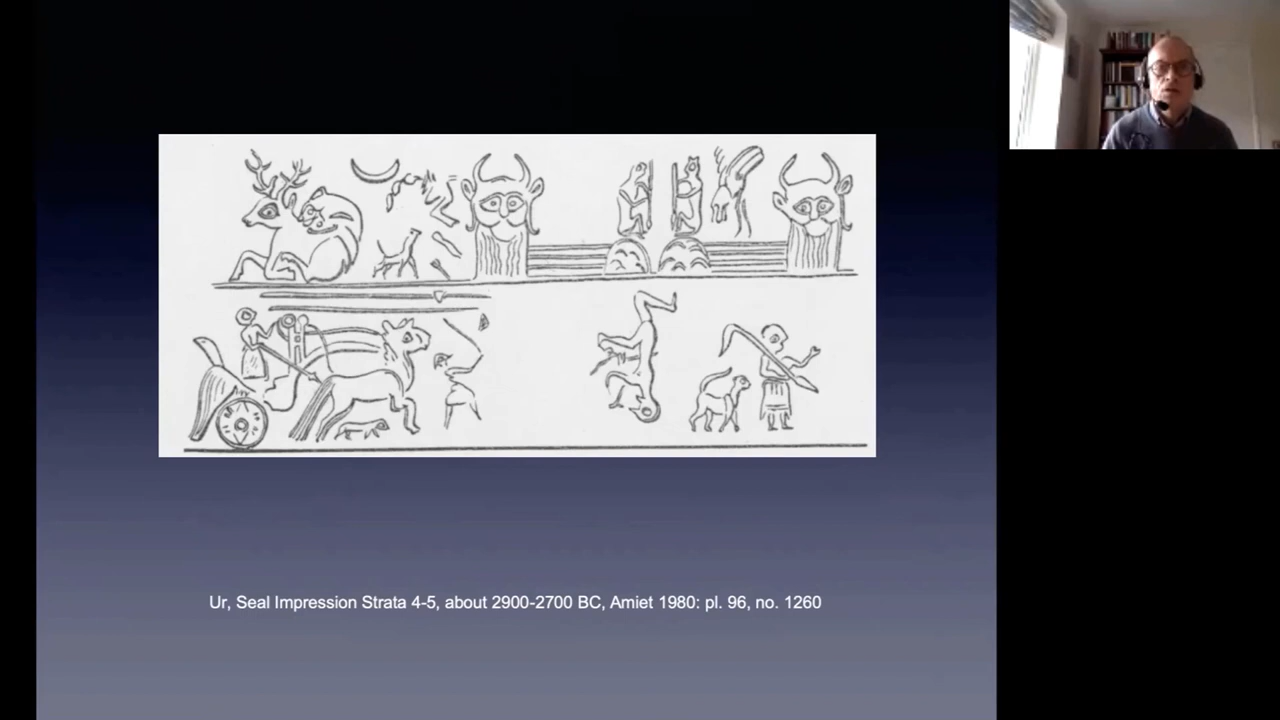 Ur, Seal Impression Strata 4-5, about 2900-2700 BC, Amiet 1980: pl. 96, no. 1260